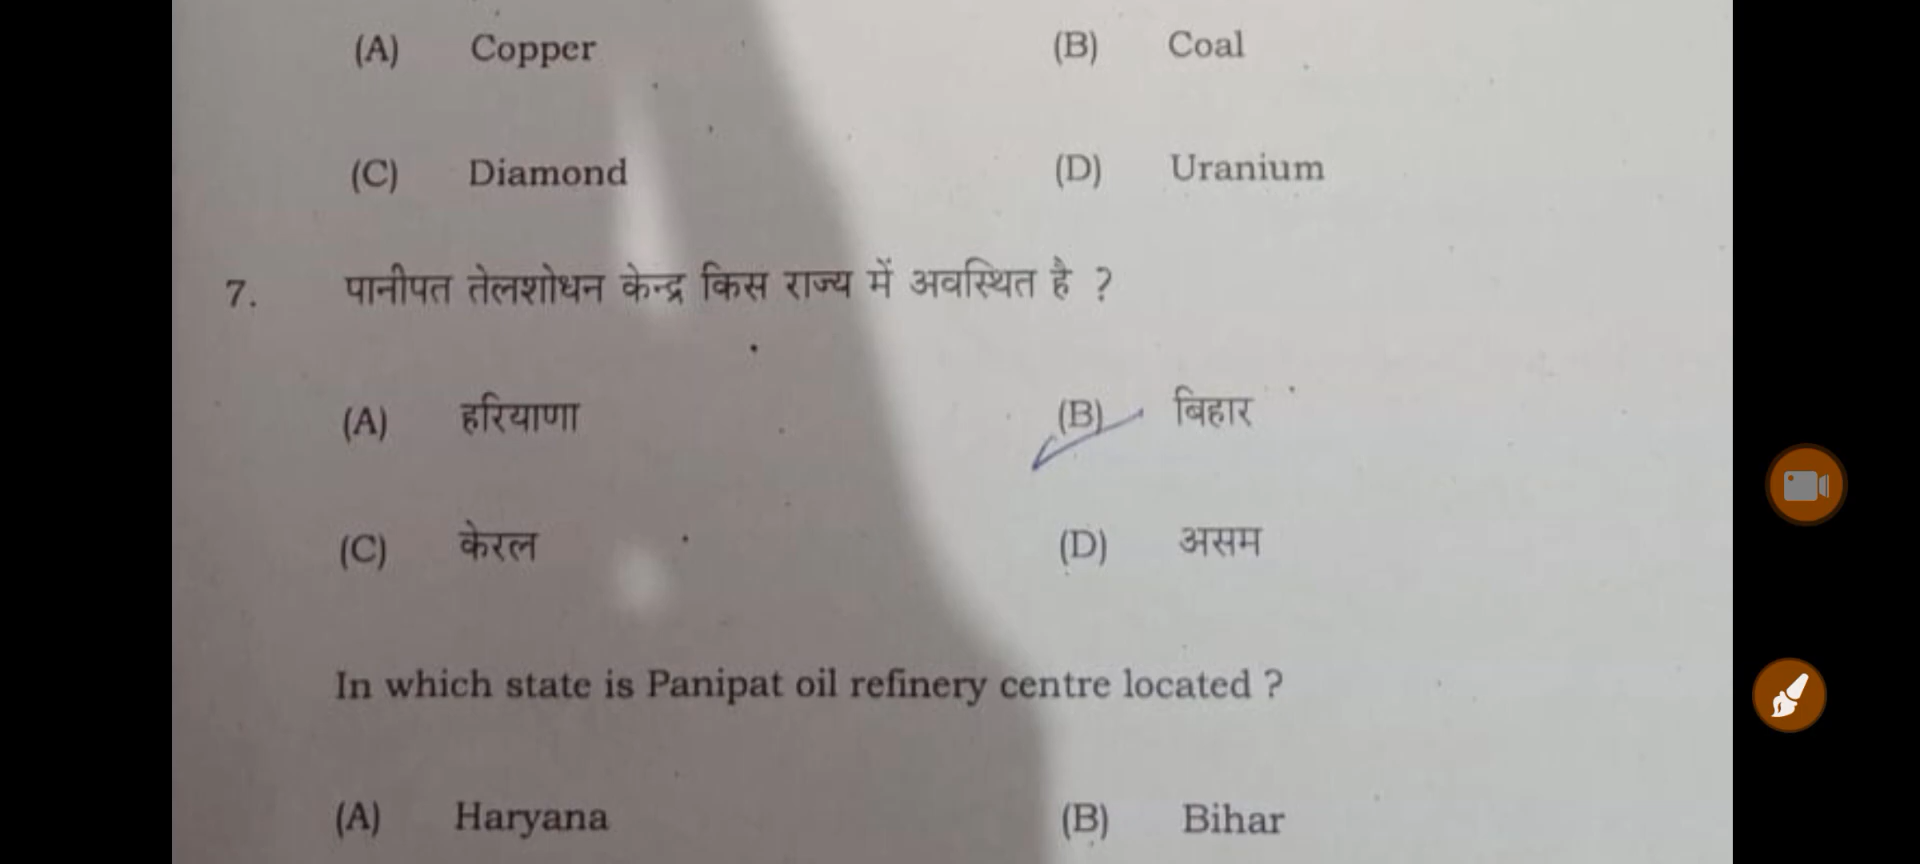 (A) Copper (B) Coal
(C) Diamond (D) Uranium
7. पानीपत तेलशोधन केन्द्र किस राज्य में अवस्थित है ?
(A) हरियाणा (B) बिहार
(C) केरल (D) असम
In which state is Panipat oil refinery centre located ?
(A) Haryana (B) Bihar